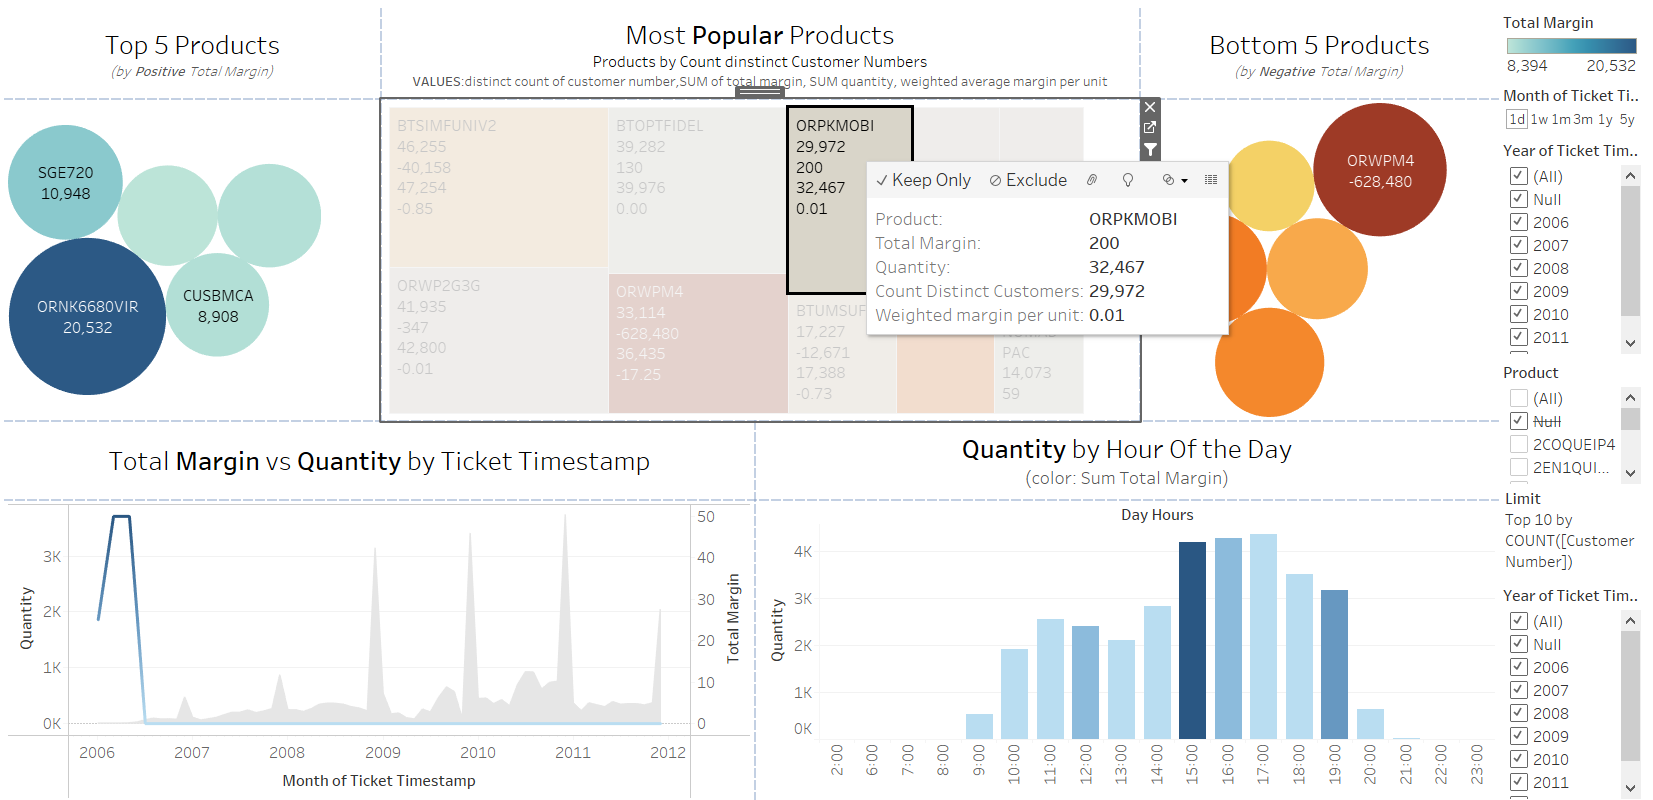 Top 5 Products
(by Positive Total Margin)
Most Popular Products
Products by Count dinstinct Customer Numbers
VALUES:distinct count of customer number,SUM of total margin, SUM quantity, weighted average margin per unit
Bottom 5 Products
(by Negative Total Margin)
SGE720
10,948
ORNK6680VIR
20,532
CUSBMCA
8,908
BTSIMFUNIV2
46,255
-40,158
47,254
-0.85
ORWP2G3G
41,935
-347
42,800
-0.01
BTOPTFIDEL
39,282
130
39,976
0.00
ORWPM4
33,114
-628,480
36,435
-17.25
ORPKMOBI
29,972
200
32,467
0.01
BTUMSUF
17,227
-12,671
17,388
-0.73
PAC
14,073
59
Keep Only
Exclude
Product: ORPKMOBI
Total Margin: 200
Quantity: 32,467
Count Distinct Customers: 29,972
Weighted margin per unit: 0.01
ORWPM4
-628,480
Total Margin
8,394 20,532
Month of Ticket Ti..
1d 1w 1m 3m 1y 5y
Year of Ticket Tim..
(All)
Null
2006
2007
2008
2009
2010
2011
Product
(All)
Null
2COQUEIP4
2EN1QUI...
Limit
Top 10 by
COUNT([Customer
Number])
Year of Ticket Tim..
(All)
Null
2006
2007
2008
2009
2010
2011
Total Margin vs Quantity by Ticket Timestamp
Quantity
3K
2K
1K
0K
50
40
30
20
10
0
Total Margin
2006 2007 2008 2009 2010 2011 2012
Month of Ticket Timestamp
Quantity by Hour Of the Day
(color: Sum Total Margin)
Day Hours
Quantity
4K
3K
2K
1K
0K
2:00 6:00 7:00 8:00 9:00 10:00 11:00 12:00 13:00 14:00 15:00 16:00 17:00 18:00 19:00 20:00 21:00 22:00 23:00